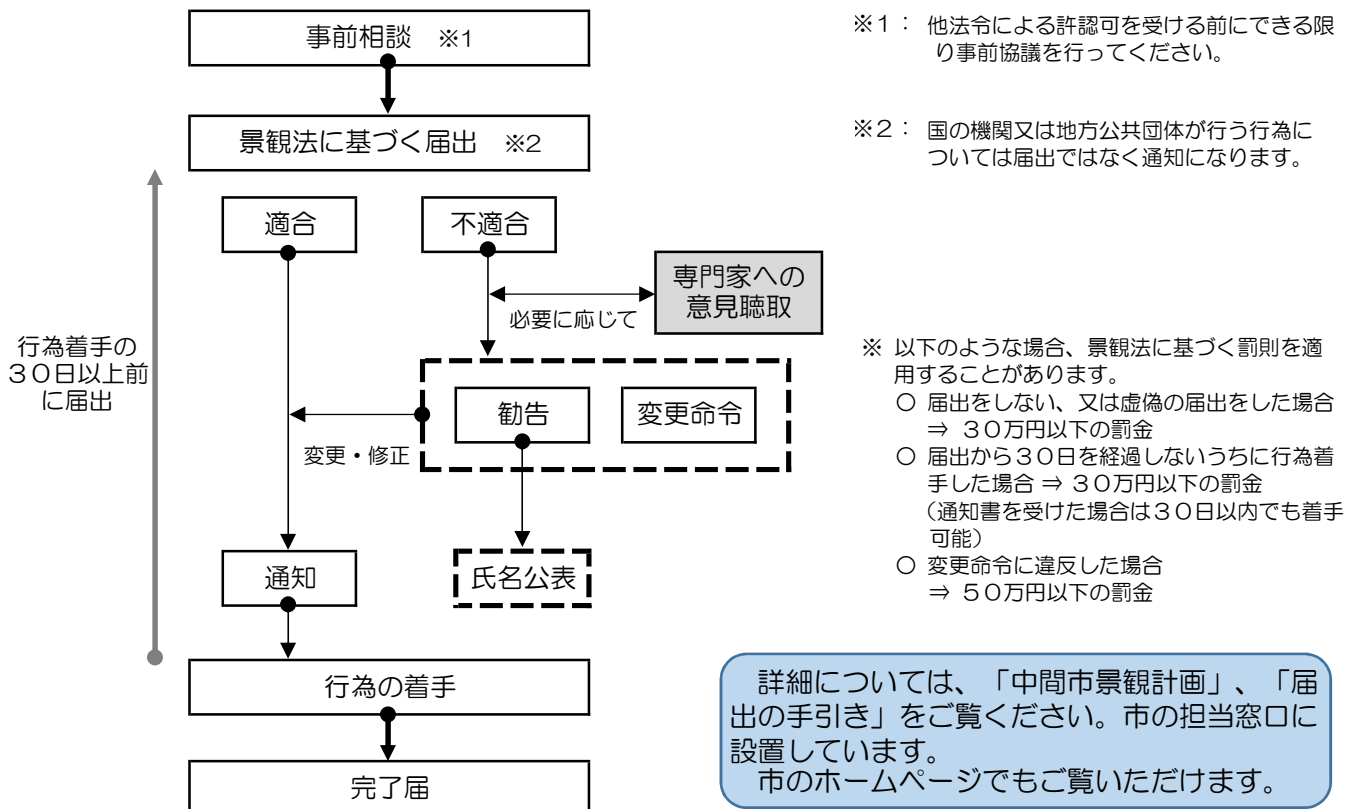 事前相談　※1
景観法に基づく届出　※2
適合
不適合
専門家への
意見聴取
必要に応じて
行為着手の
３０日以上前
に届出
勧告
変更命令
変更・修正
通知
氏名公表
行為の着手
完了届
※１： 他法令による許認可を受ける前にできる限
り事前協議を行ってください。
※２： 国の機関又は地方公共団体が行う行為に
ついては届出ではなく通知になります。
※ 以下のような場合、景観法に基づく罰則を適
用することがあります。
○ 届出をしない、又は虚偽の届出をした場合
⇒ ３０万円以下の罰金
○ 届出から３０日を経過しないうちに行為着
手した場合 ⇒ ３０万円以下の罰金
（通知書を受けた場合は３０日以内でも着手
可能）
○ 変更命令に違反した場合
⇒ ５０万円以下の罰金
詳細については、「中間市景観計画」、「届
出の手引き」をご覧ください。市の担当窓口に
設置しています。
市のホームページでもご覧いただけます。